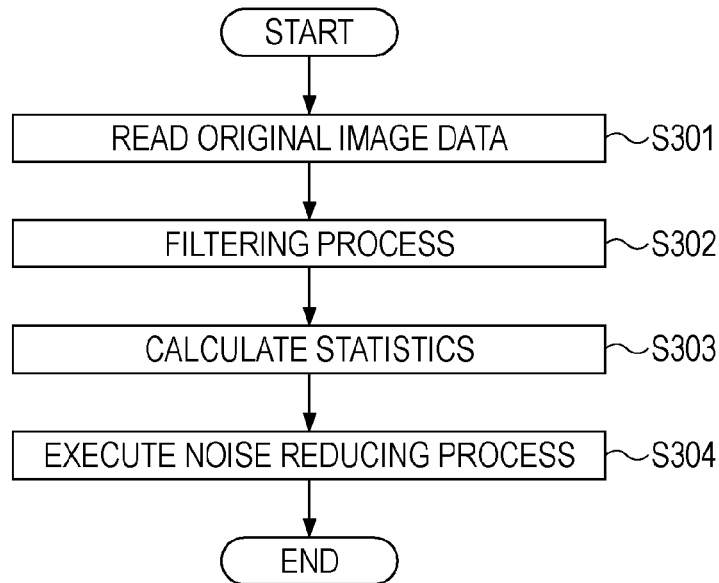 START
READ ORIGINAL IMAGE DATA
S301
FILTERING PROCESS
S302
CALCULATE STATISTICS
S303
EXECUTE NOISE REDUCING PROCESS
S304
END